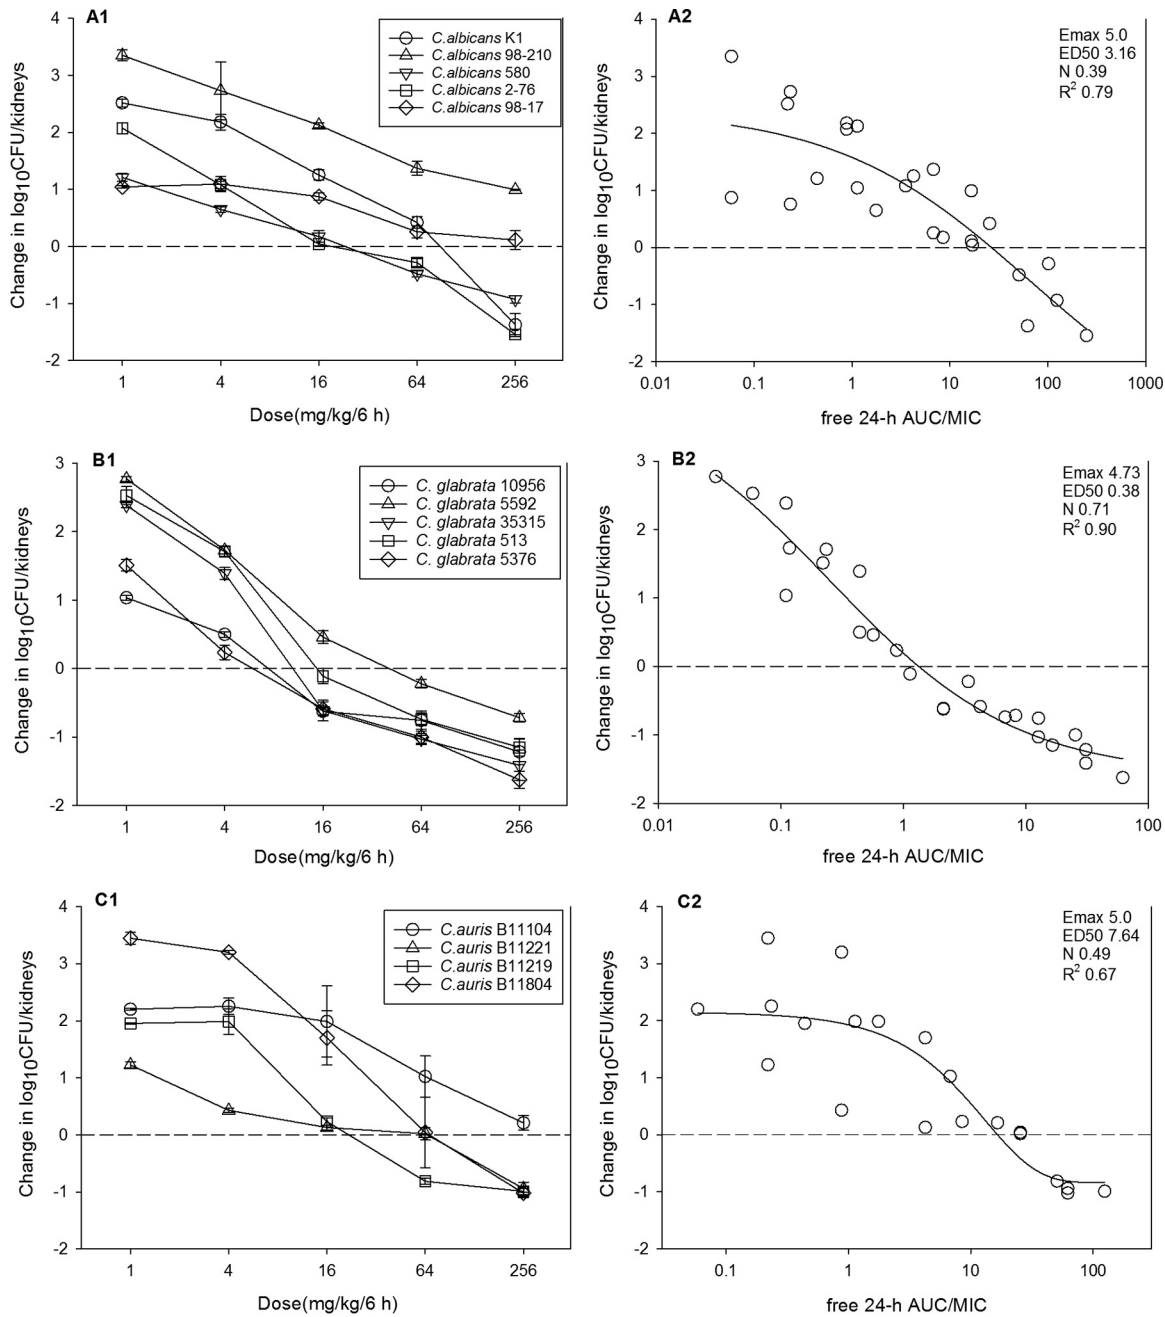 A1
4
3
2
1
0
-1
-2
Change in log10CFU/kidneys
C.albicans K1
C.albicans 98-210
C.albicans 580
C.albicans 2-76
C.albicans 98-17
1 4 16 64 256
Dose(mg/kg/6 h)
A2
4
3
2
1
0
-1
-2
Change in log10CFU/kidneys
Emax 5.0
ED50 3.16
N 0.39
R2 0.79
0.01 0.1 1 10 100 1000
free 24-h AUC/MIC
B1
3
2
1
0
-1
-2
Change in log10CFU/kidneys
C. glabrata 10956
C. glabrata 5592
C. glabrata 35315
C. glabrata 513
C. glabrata 5376
1 4 16 64 256
Dose(mg/kg/6 h)
B2
3
2
1
0
-1
-2
Change in log10CFU/kidneys
Emax 4.73
ED50 0.38
N 0.71
R2 0.90
0.01 0.1 1 10 100
free 24-h AUC/MIC
C1
4
3
2
1
0
-1
-2
Change in log10CFU/kidneys
C.auris B11104
C.auris B11221
C.auris B11219
C.auris B11804
1 4 16 64 256
Dose(mg/kg/6 h)
C2
4
3
2
1
0
-1
-2
Change in log10CFU/kidneys
Emax 5.0
ED50 7.64
N 0.49
R2 0.67
0.1 1 10 100
free 24-h AUC/MIC